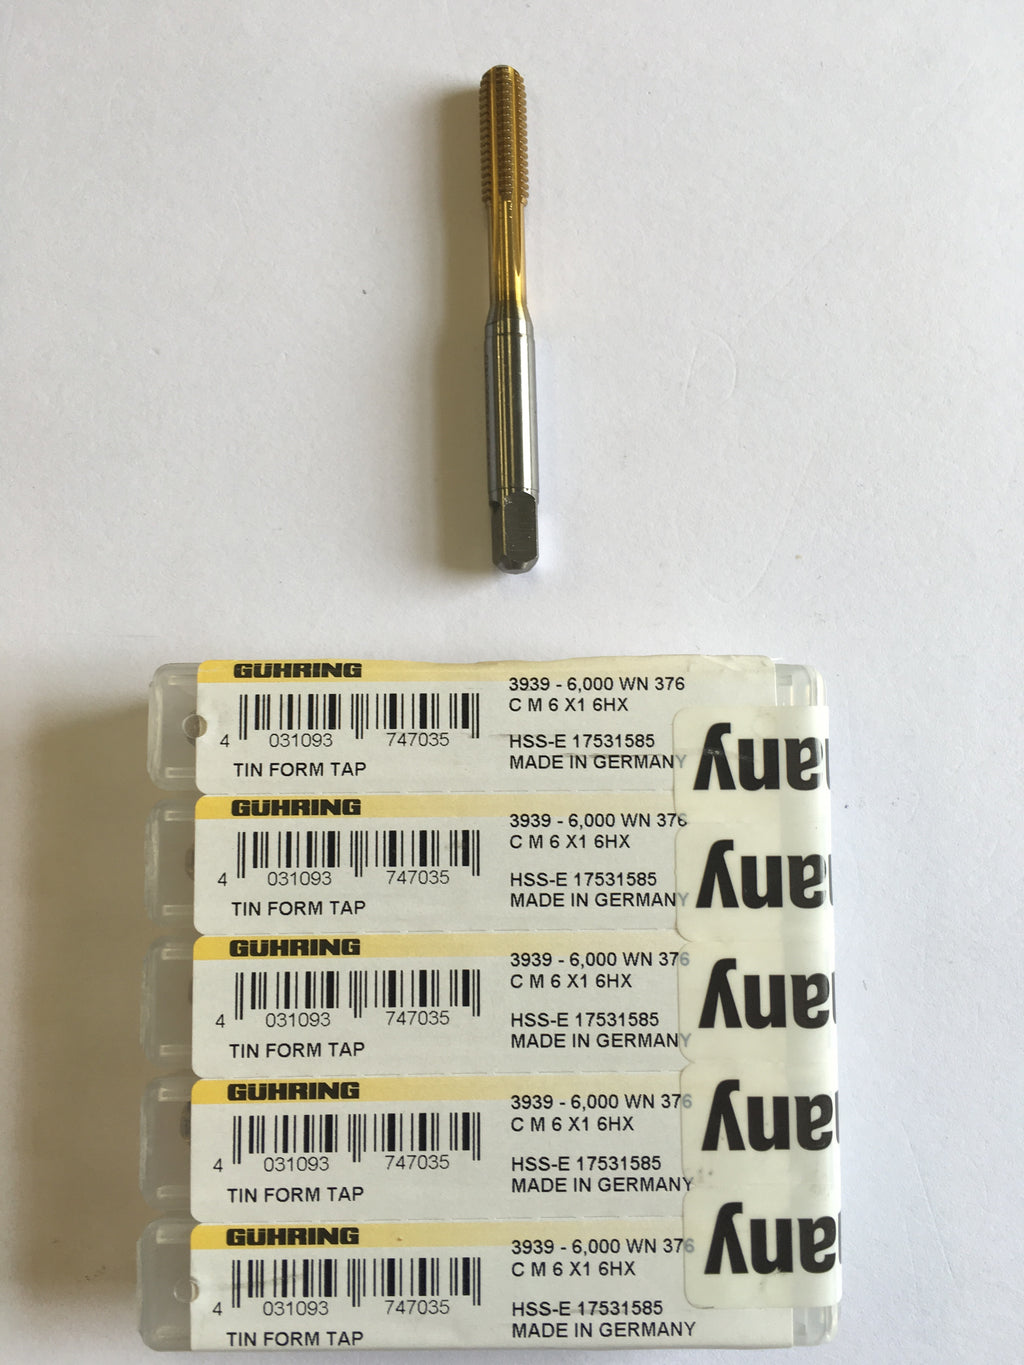 GÜHRING
3939 - 6,000 WN 376
C M 6 X1 6HX
4 031093 747035
HSS-E 17531585
TIN FORM TAP
MADE IN GERMANY
any
GÜHRING
3939 - 6,000 WN 376
C M 6 X1 6HX
4 031093 747035
HSS-E 17531585
TIN FORM TAP
MADE IN GERMANY
any
GÜHRING
3939 - 6,000 WN 376
C M 6 X1 6HX
4 031093 747035
HSS-E 17531585
TIN FORM TAP
MADE IN GERMANY
any
GÜHRING
3939 - 6,000 WN 376
C M 6 X1 6HX
4 031093 747035
HSS-E 17531585
TIN FORM TAP
MADE IN GERMANY
any
GÜHRING
3939 - 6,000 WN 376
C M 6 X1 6HX
4 031093 747035
HSS-E 17531585
TIN FORM TAP
MADE IN GERMANY
any